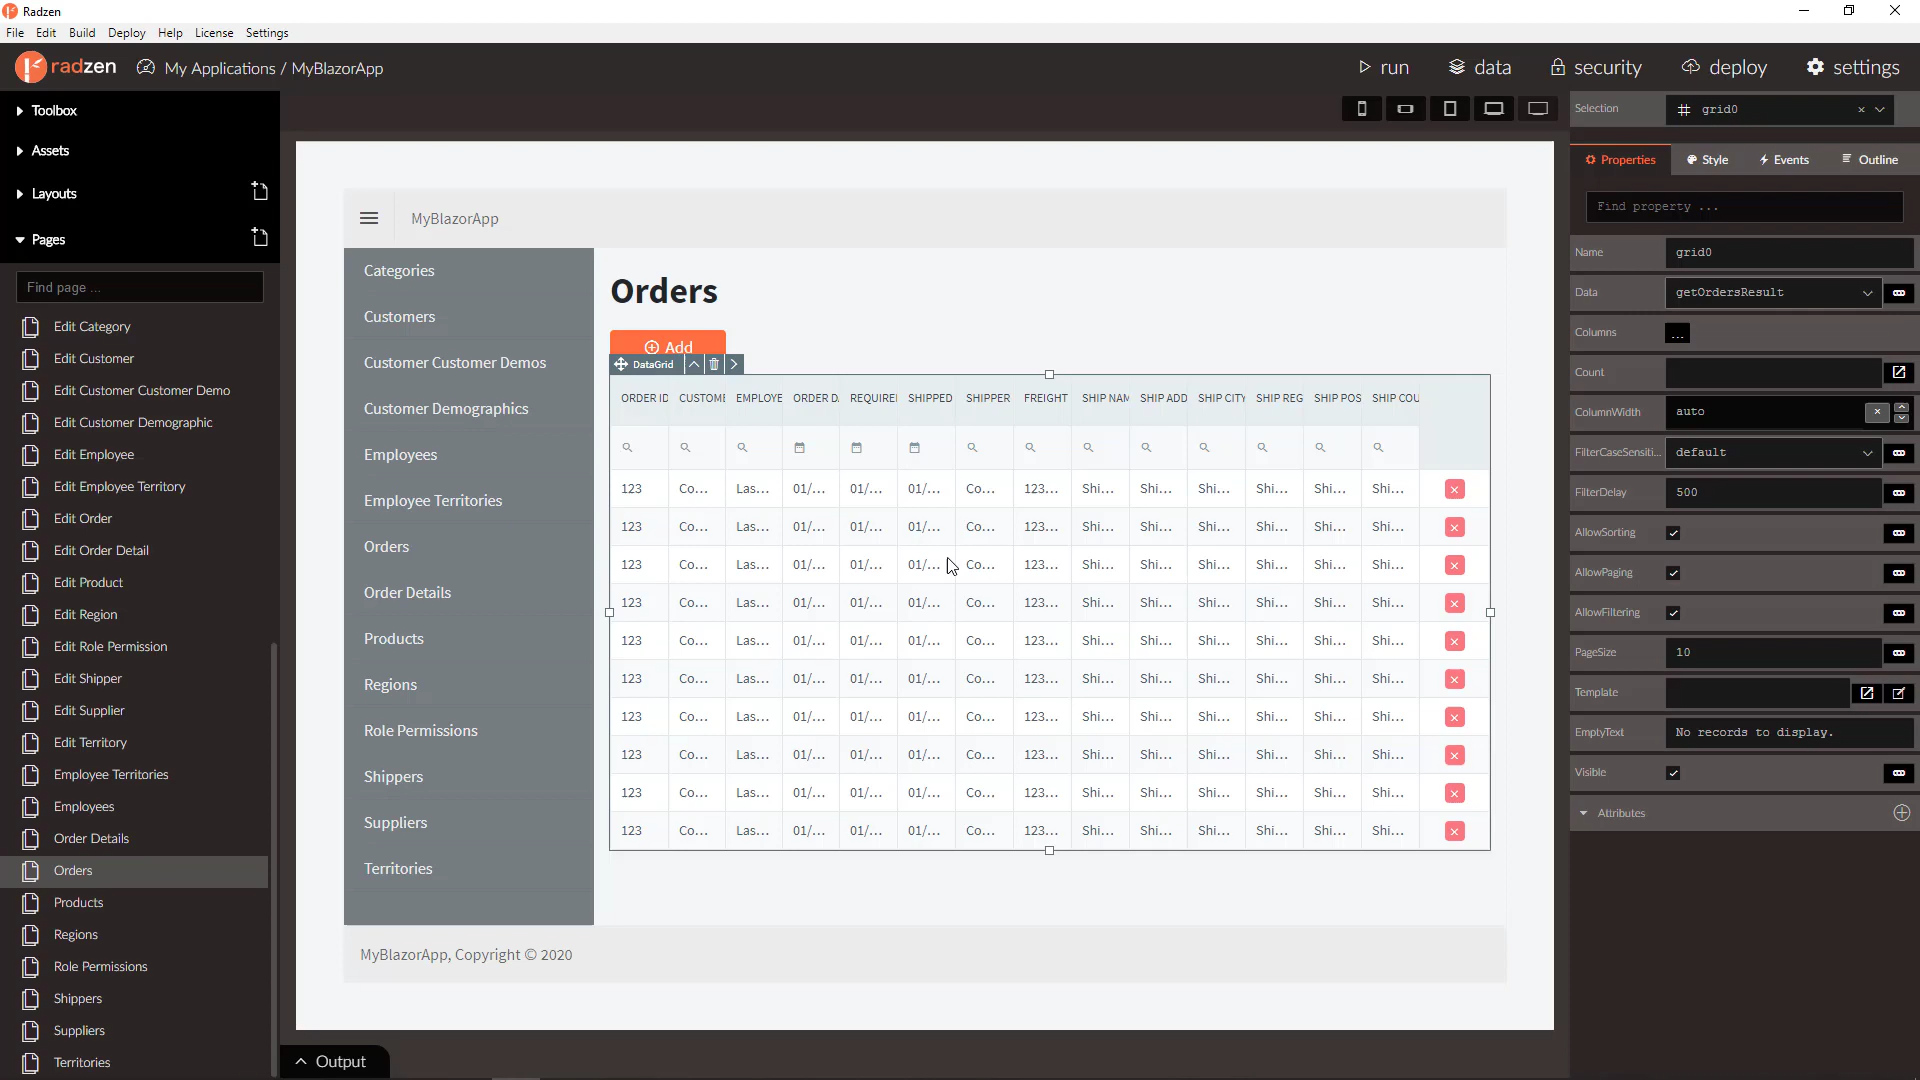 Radzen
File Edit Build Deploy Help License Settings
radzen My Applications / MyBlazorApp run data security deploy settings
Toolbox
Assets
Layouts
Pages
Find page ...
Edit Category
Edit Customer
Edit Customer Customer Demo
Edit Customer Demographic
Edit Employee
Edit Employee Territory
Edit Order
Edit Order Detail
Edit Product
Edit Region
Edit Role Permission
Edit Shipper
Edit Supplier
Edit Territory
Employee Territories
Employees
Order Details
Orders
Products
Regions
Role Permissions
Shippers
Suppliers
Territories
MyBlazorApp
Categories
Customers
Customer Customer Demos
Customer Demographics
Employees
Employee Territories
Orders
Order Details
Products
Regions
Role Permissions
Shippers
Suppliers
Territories
Orders
Add
DataGrid
ORDER ID CUSTOME EMPLOYE ORDER D. REQUIREI SHIPPED SHIPPER FREIGHT SHIP NAM SHIP ADD SHIP CITY SHIP REG SHIP POS SHIP COU
123 Co... Las... 01/... 01/... 01/... Co... 123... Shi... Shi... Shi... Shi... Shi... Shi...
123 Co... Las... 01/... 01/... 01/... Co... 123... Shi... Shi... Shi... Shi... Shi... Shi...
123 Co... Las... 01/... 01/... 01/... Co... 123... Shi... Shi... Shi... Shi... Shi... Shi...
123 Co... Las... 01/... 01/... 01/... Co... 123... Shi... Shi... Shi... Shi... Shi... Shi...
123 Co... Las... 01/... 01/... 01/... Co... 123... Shi... Shi... Shi... Shi... Shi... Shi...
123 Co... Las... 01/... 01/... 01/... Co... 123... Shi... Shi... Shi... Shi... Shi... Shi...
123 Co... Las... 01/... 01/... 01/... Co... 123... Shi... Shi... Shi... Shi... Shi... Shi...
123 Co... Las... 01/... 01/... 01/... Co... 123... Shi... Shi... Shi... Shi... Shi... Shi...
123 Co... Las... 01/... 01/... 01/... Co... 123... Shi... Shi... Shi... Shi... Shi... Shi...
123 Co... Las... 01/... 01/... 01/... Co... 123... Shi... Shi... Shi... Shi... Shi... Shi...
MyBlazorApp, Copyright © 2020
Output
Selection grid0
Properties Style Events Outline
Find property ...
Name grid0
Data getOrdersResult
Columns ...
Count
ColumnWidth auto
FilterCaseSensiti... default
FilterDelay 500
AllowSorting
AllowPaging
AllowFiltering
PageSize 10
Template
EmptyText No records to display.
Visible
Attributes